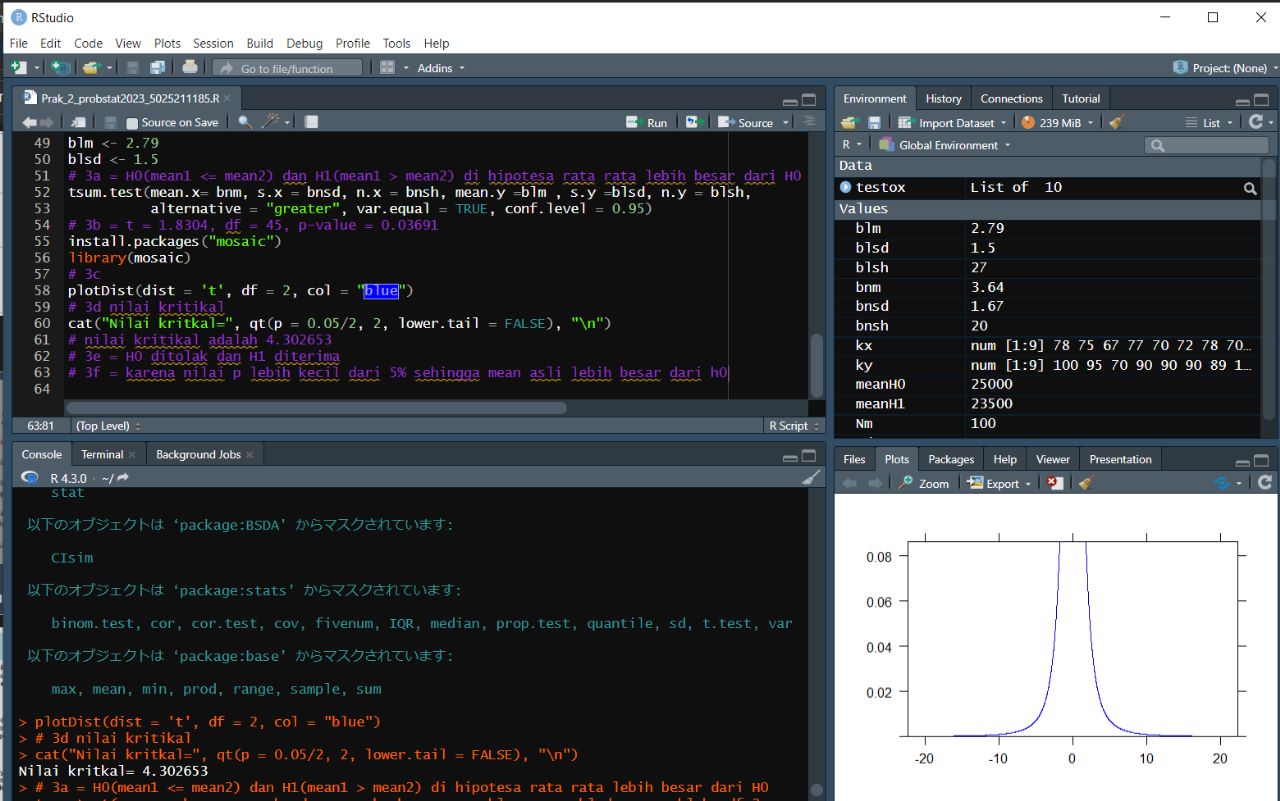 RStudio
File Edit Code View Plots Session Build Debug Profile Tools Help
Go to file/function Addins Project: (None)
Prak_2_probstat2023_5025211185.R
Source on Save Run Source
49 blm <- 2.79
50 blsd <- 1.5
51 # 3a = H0(mean1 <= mean2) dan H1(mean1 > mean2) di hipotesa rata rata lebih besar dari H0
52 tsum.test(mean.x= bnm, s.x = bnsd, n.x = bnsh, mean.y =blm , s.y =blsd, n.y = blsh,
53 alternative = "greater", var.equal = TRUE, conf.level = 0.95)
54 # 3b = t = 1.8304, df = 45, p-value = 0.03691
55 install.packages("mosaic")
56 library(mosaic)
57 # 3c
58 plotDist(dist = 't', df = 2, col = "blue")
59 # 3d nilai kritikal
60 cat("Nilai kritkal=", qt(p = 0.05/2, 2, lower.tail = FALSE), "\n")
61 # nilai kritikal adalah 4.302653
62 # 3e = H0 ditolak dan H1 diterima
63 # 3f = karena nilai p lebih kecil dari 5% sehingga mean asli lebih besar dari h0
64
63:81 (Top Level) R Script
Console Terminal Background Jobs
R 4.3.0 · ~/
stat
以下のオブジェクトは ‘package:BSDA’ からマスクされています:
CIsim
以下のオブジェクトは ‘package:stats’ からマスクされています:
binom.test, cor, cor.test, cov, fivenum, IQR, median, prop.test, quantile, sd, t.test, var
以下のオブジェクトは ‘package:base’ からマスクされています:
max, mean, min, prod, range, sample, sum
> plotDist(dist = 't', df = 2, col = "blue")
> # 3d nilai kritikal
> cat("Nilai kritkal=", qt(p = 0.05/2, 2, lower.tail = FALSE), "\n")
Nilai kritkal= 4.302653
> # 3a = H0(mean1 <= mean2) dan H1(mean1 > mean2) di hipotesa rata rata lebih besar dari H0
Environment History Connections Tutorial
Import Dataset 239 MiB List
R Global Environment
Data
testox List of 10
Values
blm 2.79
blsd 1.5
blsh 27
bnm 3.64
bnsd 1.67
bnsh 20
kx num [1:9] 78 75 67 77 70 72 78 70…
ky num [1:9] 100 95 70 90 90 90 89 1…
meanH0 25000
meanH1 23500
Nm 100
Files Plots Packages Help Viewer Presentation
Zoom Export
0.08
0.06
0.04
0.02
-20 -10 0 10 20